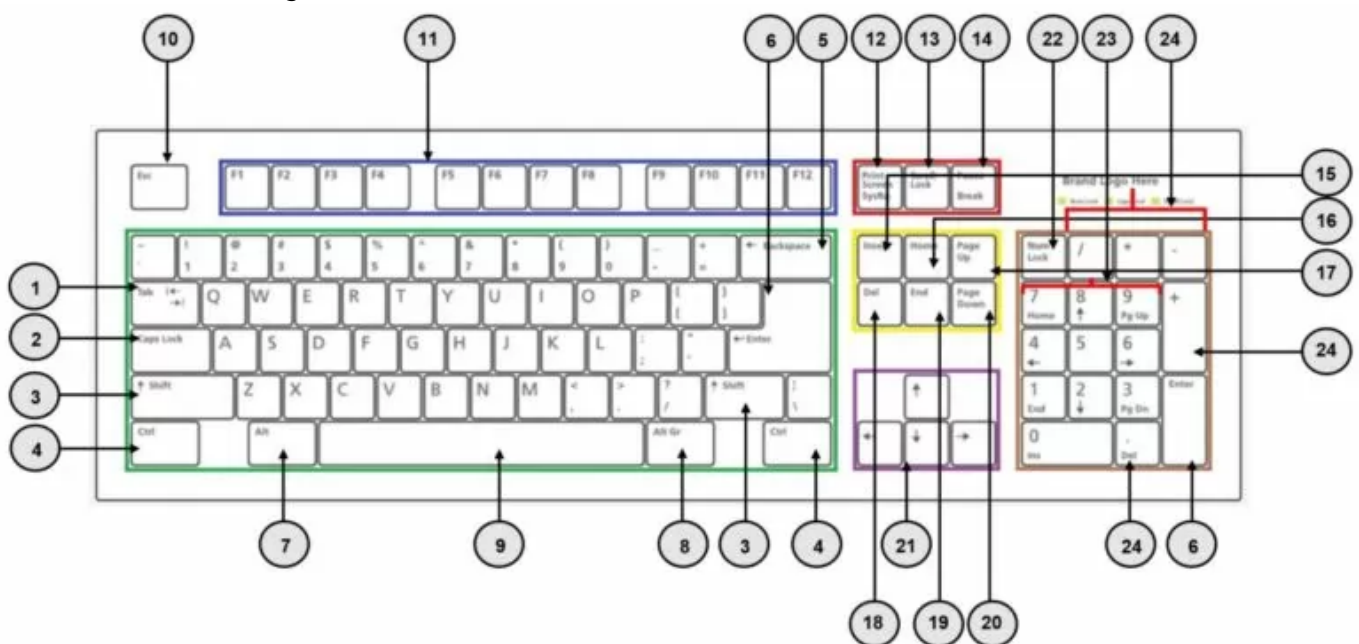 10 11 6 5 12 13 14 22 23 24
15
16
17
Esc F1 F2 F3 F4 F5 F6 F7 F8 F9 F10 F11 F12 Print Screen SysRq Scroll Lock Pause Break
Brand Logo Here
~ ` ! 1 @ 2 # 3 $ 4 % 5 ^ 6 & 7 * 8 ( 9 ) 0 _ - + = ← Backspace Insert Home Page Up Num Lock / * -
1
Tab Q W E R T Y U I O P { [ } ] Del End Page Down 7 Home 8 ↑ 9 Pg Up +
2
Caps Lock A S D F G H J K L : ; " ← Enter 4 ← 5 6 →
24
3
↑ Shift Z X C V B N M < , > . ? / ↑ Shift \ ↑ 1 End 2 ↓ 3 Pg Dn Enter
4
Ctrl Alt Alt Gr Ctrl ← ↓ → 0 Ins . Del
7 9 8 3 4 21 24 6
18 19 20